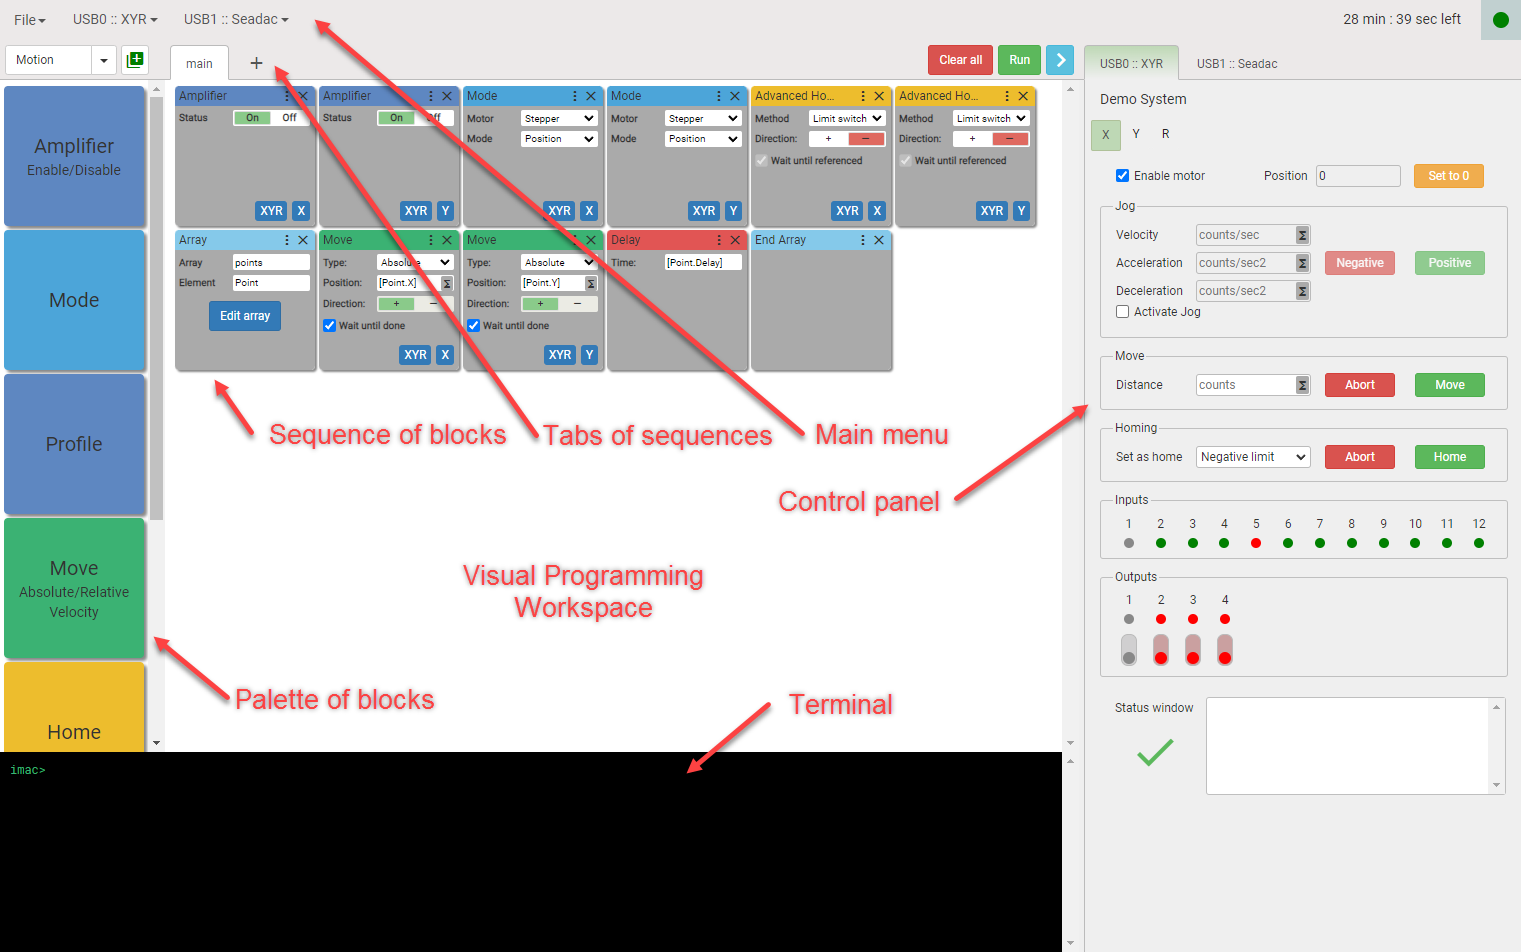 File USB0 :: XYR USB1 :: Seadac 28 min : 39 sec left
Motion main + Clear all Run USB0 :: XYR USB1 :: Seadac
Amplifier
Enable/Disable
Mode
Profile
Move
Absolute/Relative
Velocity
Home
Amplifier Amplifier Mode Mode Advanced Ho... Advanced Ho...
Status On Off Status On Off Motor Stepper Motor Stepper Method Limit switch Method Limit switch
Mode Position Mode Position Direction: + − Direction: + −
Wait until referenced Wait until referenced
XYR X XYR Y XYR X XYR Y XYR X XYR Y
Array Move Move Delay End Array
Array points Type: Absolute Type: Absolute Time: [Point.Delay]
Element Point Position: [Point.X] Σ Position: [Point.Y] Σ
Direction: + − Direction: + −
Edit array Wait until done Wait until done
XYR X XYR Y
Sequence of blocks Tabs of sequences Main menu
Control panel
Visual Programming
Workspace
Palette of blocks Terminal
imac>
Demo System
X Y R
Enable motor Position 0 Set to 0
Jog
Velocity counts/sec Σ
Acceleration counts/sec2 Σ Negative Positive
Deceleration counts/sec2 Σ
Activate Jog
Move
Distance counts Σ Abort Move
Homing
Set as home Negative limit Abort Home
Inputs
1 2 3 4 5 6 7 8 9 10 11 12
Outputs
1 2 3 4
Status window